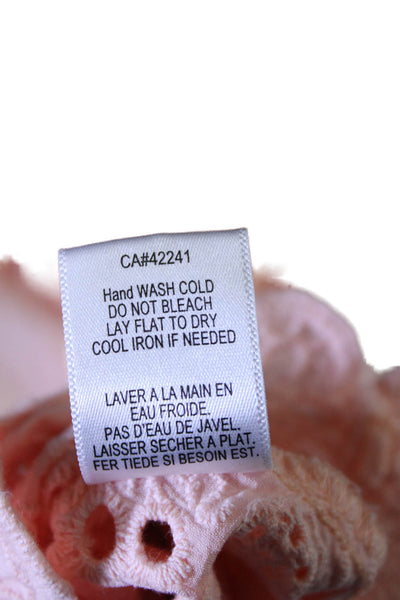 CA#42241
Hand WASH COLD
DO NOT BLEACH
LAY FLAT TO DRY
COOL IRON IF NEEDED
LAVER A LA MAIN EN
EAU FROIDE.
PAS D'EAU DE JAVEL.
LAISSER SECHER A PLAT.
FER TIEDE SI BESOIN EST.